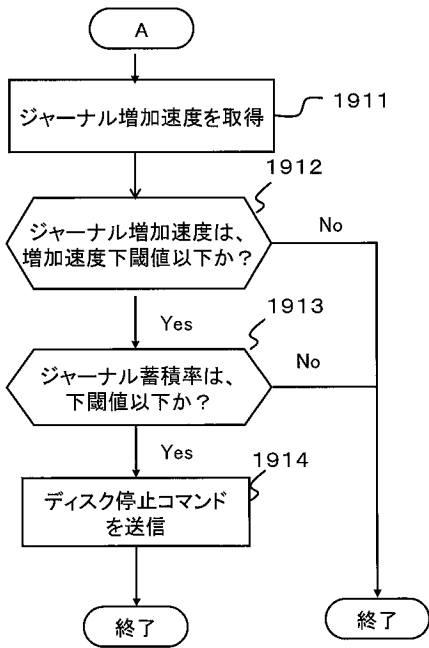 A
ジャーナル増加速度を取得
1911
1912
ジャーナル増加速度は、
増加速度下閾値以下か？
No
Yes
1913
ジャーナル蓄積率は、
下閾値以下か？
No
Yes
1914
ディスク停止コマンド
を送信
終了
終了